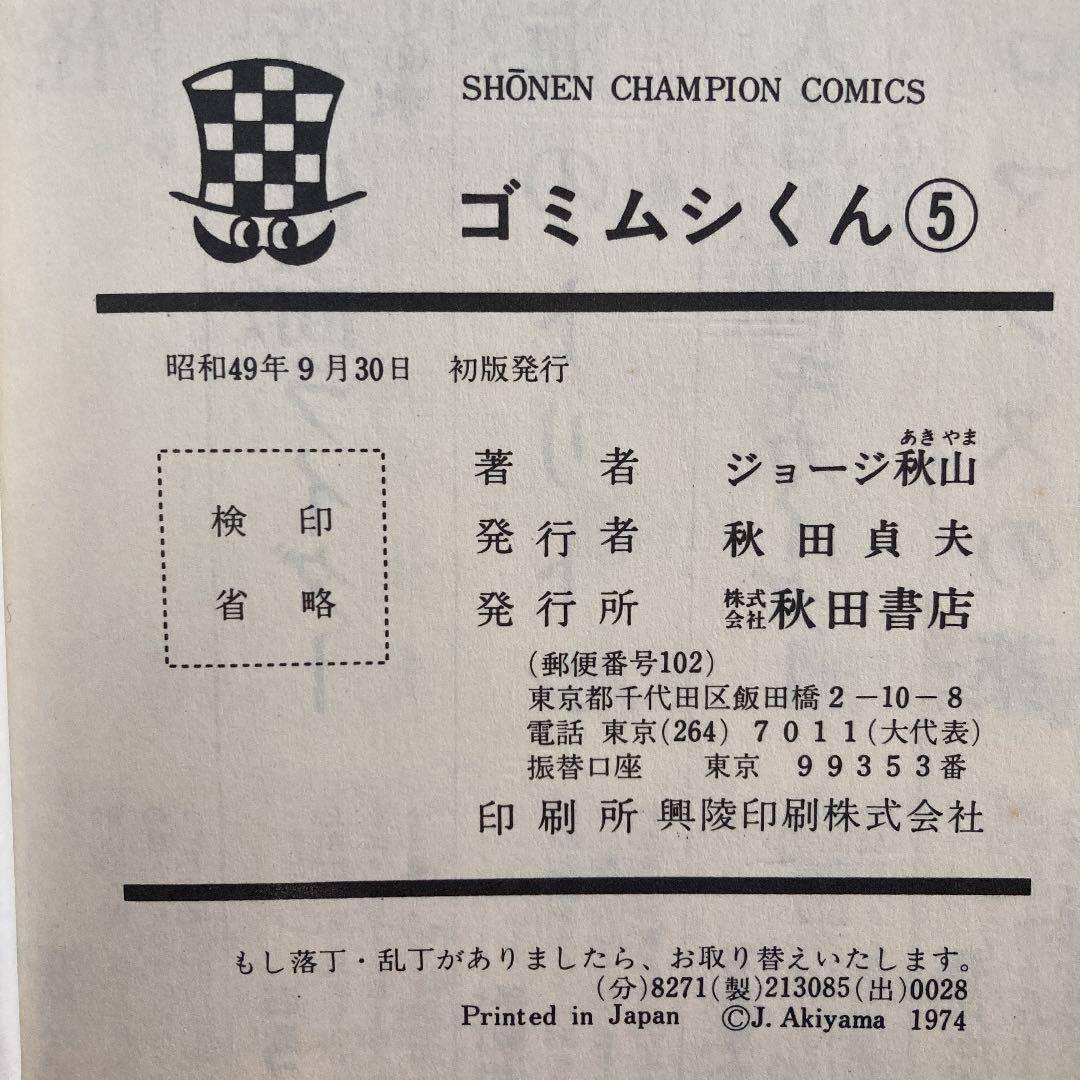 SHŌNEN CHAMPION COMICS
ゴミムシくん⑤
昭和49年9月30日 初版発行
検印
省略
あきやま
著者 ジョージ秋山
発行者 秋田貞夫
発行所 株式会社秋田書店
(郵便番号102)
東京都千代田区飯田橋2-10-8
電話 東京(264) 7011(大代表)
振替口座 東京 99353番
印刷所 興陵印刷株式会社
もし落丁・乱丁がありましたら、お取り替えいたします。
(分)8271(製)213085(出)0028
Printed in Japan ©J. Akiyama 1974